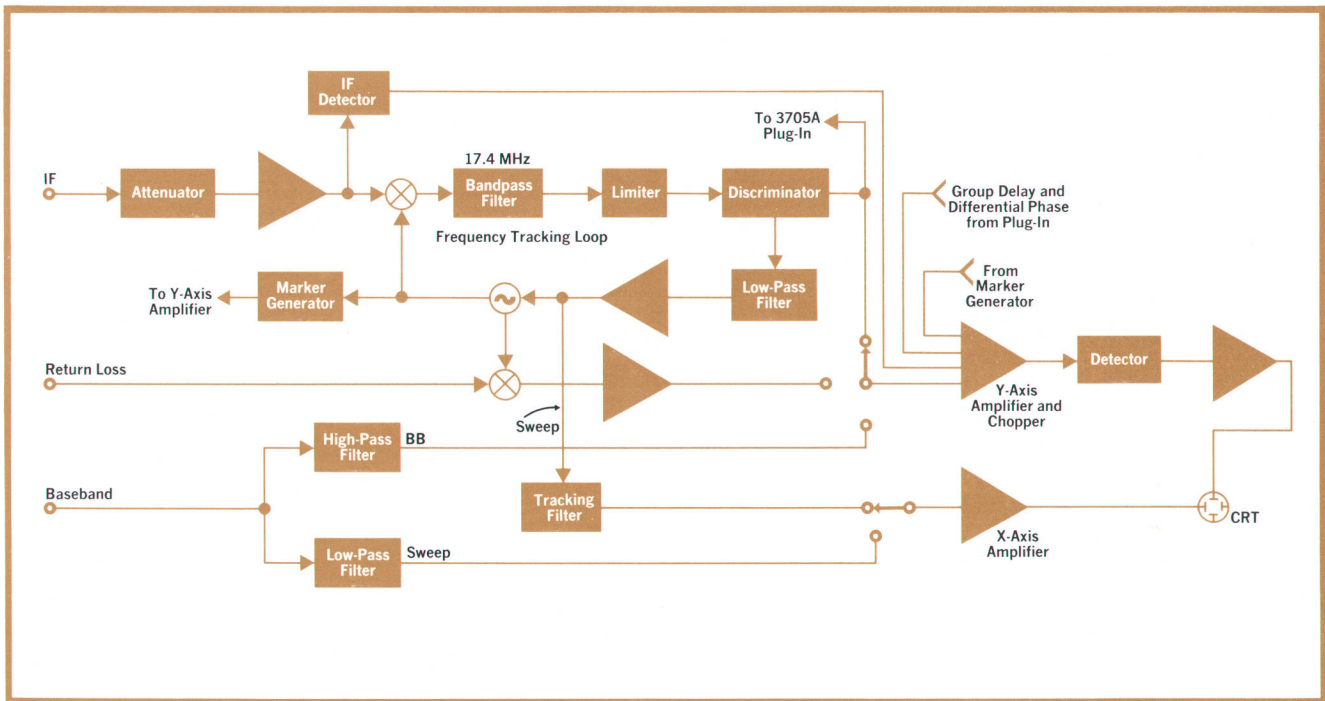 IF
Detector
To 3705A
Plug-In
17.4 MHz
IF
Attenuator
Bandpass
Filter
Limiter
Discriminator
Group Delay and
Differential Phase
from Plug-In
Frequency Tracking Loop
To Y-Axis
Amplifier
Marker
Generator
Low-Pass
Filter
From
Marker
Generator
Detector
Return Loss
Y-Axis
Amplifier and
Chopper
Sweep
High-Pass
Filter
BB
Baseband
Tracking
Filter
CRT
Low-Pass
Filter
Sweep
X-Axis
Amplifier